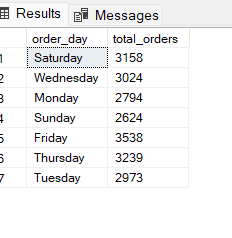 Results Messages
order_day total_orders
1 Saturday 3158
2 Wednesday 3024
3 Monday 2794
4 Sunday 2624
5 Friday 3538
6 Thursday 3239
7 Tuesday 2973